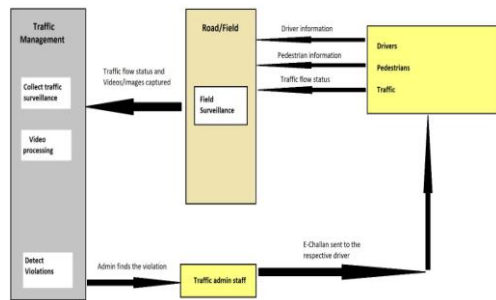 Traffic
Management
Collect traffic
surveillance
Video
processing
Detect
Violations
Traffic flow status and
Videos/images captured
Road/Field
Field
Surveillance
Driver information
Pedestrian information
Traffic flow status
Drivers
Pedestrians
Traffic
Admin finds the violation
Traffic admin staff
E-Challan sent to the
respective driver